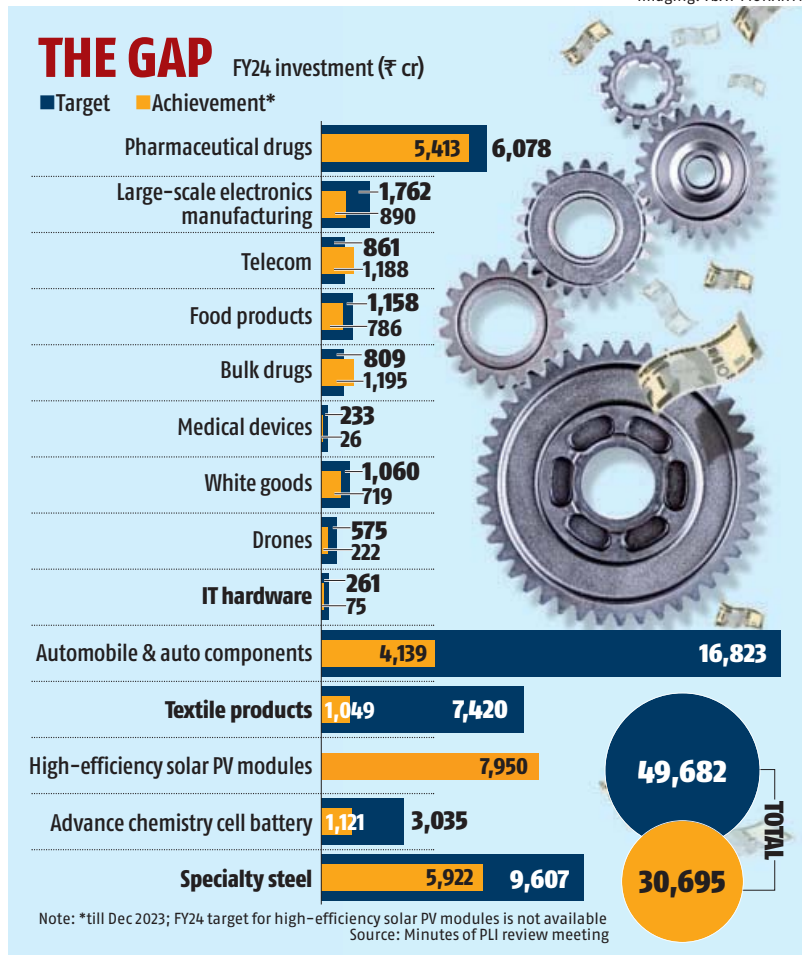 THE GAP FY24 investment (₹ cr)
Target Achievement*
Pharmaceutical drugs 5,413 6,078
Large-scale electronics
manufacturing
1,762
890
Telecom
861
1,188
Food products
1,158
786
Bulk drugs
809
1,195
Medical devices
233
26
White goods
1,060
719
Drones
575
222
IT hardware
261
75
Automobile & auto components 4,139 16,823
Textile products 1,049 7,420
High-efficiency solar PV modules 7,950
Advance chemistry cell battery 1,121 3,035
Specialty steel 5,922 9,607
49,682
30,695
TOTAL
Note: *till Dec 2023; FY24 target for high-efficiency solar PV modules is not available
Source: Minutes of PLI review meeting